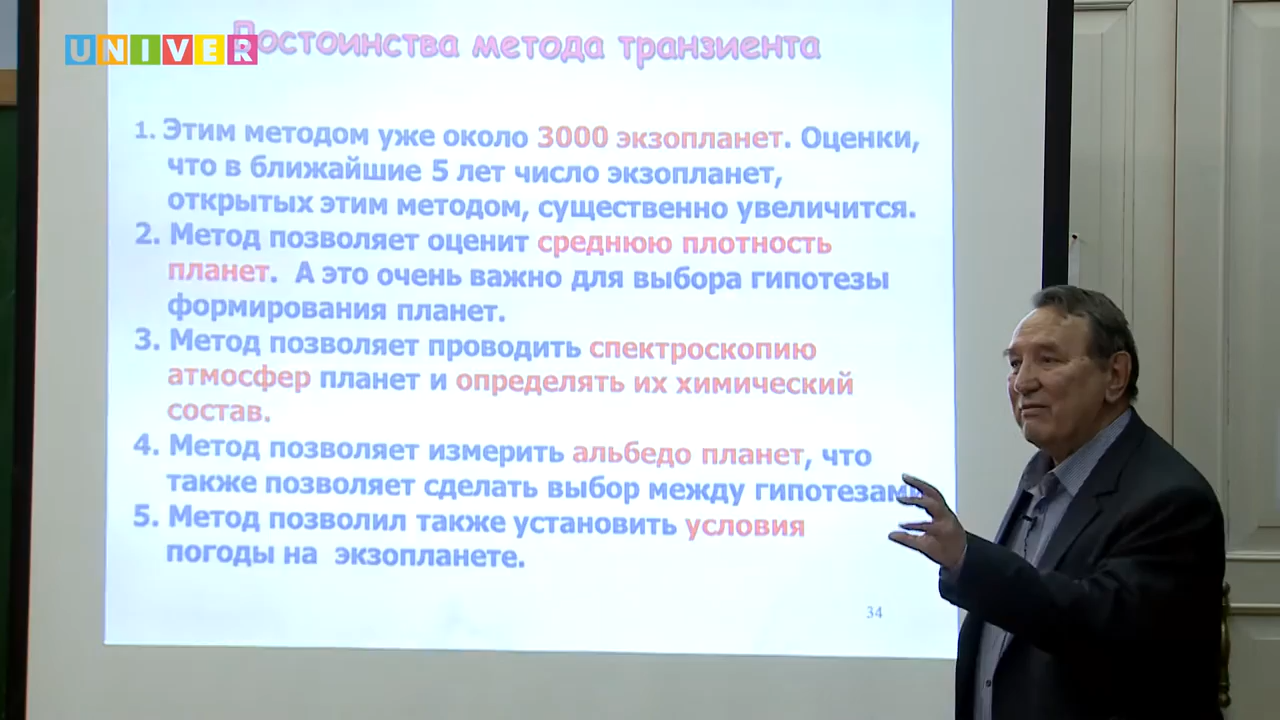 UNIVER
Достоинства метода транзиента
1. Этим методом уже около 3000 экзопланет. Оценки,
что в ближайшие 5 лет число экзопланет,
открытых этим методом, существенно увеличится.
2. Метод позволяет оценит среднюю плотность
планет. А это очень важно для выбора гипотезы
формирования планет.
3. Метод позволяет проводить спектроскопию
атмосфер планет и определять их химический
состав.
4. Метод позволяет измерить альбедо планет, что
также позволяет сделать выбор между гипотезами
5. Метод позволил также установить условия
погоды на экзопланете.
34